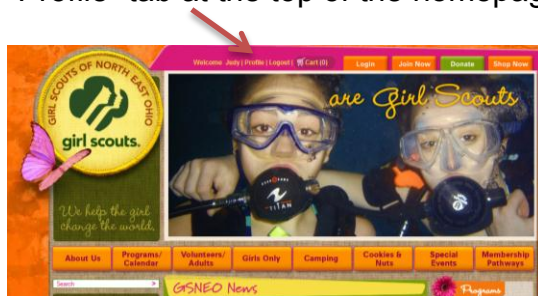 "Profile" tab at the top of the homepag
Welcome Judy | Profile | Logout | Cart (0)
Login
Join Now
Donate
Shop Now
GIRL SCOUTS OF NORTH EAST OHIO
girl scouts.
are Girl Scouts
TITAN
We help the girl
change the world.
About Us
Programs/
Calendar
Volunteers/
Adults
Girls Only
Camping
Cookies &
Nuts
Special
Events
Membership
Pathways
Search
GSNEO News
Programs